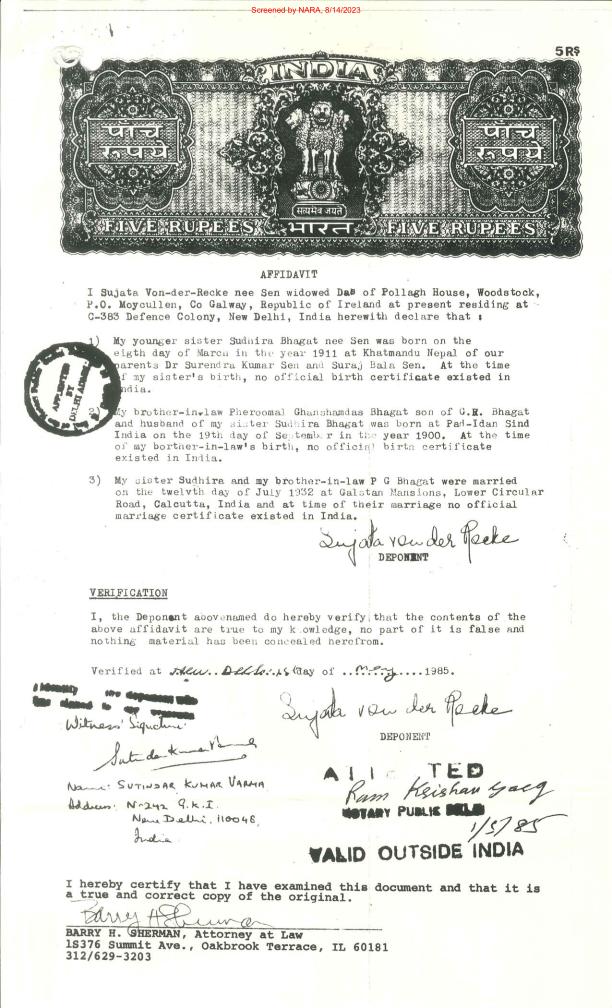 Screened by NARA, 8/14/2023
5 RS
INDIA
पांच
रूपये
पांच
रूपये
सत्यमेव जयते
FIVE RUPEES भारत FIVE RUPEES
AFFIDAVIT
I Sujata Von-der-Recke nee Sen widowed Das of Pollagh House, Woodstock,
P.O. Moycullen, Co Galway, Republic of Ireland at present residing at
C-383 Defence Colony, New Delhi, India herewith declare that :
1) My younger sister Sudhira Bhagat nee Sen was born on the
eigth day of March in the year 1911 at Khatmandu Nepal of our
parents Dr Surendra Kumar Sen and Suraj Bala Sen. At the time
of my sister's birth, no official birth certificate existed in
India.
2) My brother-in-law Pheroomal Ghanshamdas Bhagat son of G.H. Bhagat
and husband of my sister Sudhira Bhagat was born at Pad-Idan Sind
India on the 19th day of September in the year 1900. At the time
of my borther-in-law's birth, no official birth certificate
existed in India.
3) My sister Sudhira and my brother-in-law P G Bhagat were married
on the twelvth day of July 1932 at Galstan Mansions, Lower Circular
Road, Calcutta, India and at time of their marriage no official
marriage certificate existed in India.
Sujata von der Recke
DEPONENT
APPOINTED
BY
DELHI ADMN.
VERIFICATION
I, the Deponent abovenamed do hereby verify that the contents of the
above affidavit are true to my knowledge, no part of it is false and
nothing material has been concealed herefrom.
Verified at New Delhi day of May 1985.
I identify the deponent who
has signed in my presence
Witness' Signature
Sujata von der Recke
DEPONENT
Name: SUTINDAR KUMAR VARMA
Address: N-242 G.K.I.
New Delhi, 110048,
India
ATTESTED
Ram Krishan Garg
NOTARY PUBLIC DELHI
1/5/85
VALID OUTSIDE INDIA
I hereby certify that I have examined this document and that it is
a true and correct copy of the original.
Barry H Sherman
BARRY H. SHERMAN, Attorney at Law
1S376 Summit Ave., Oakbrook Terrace, IL 60181
312/629-3203